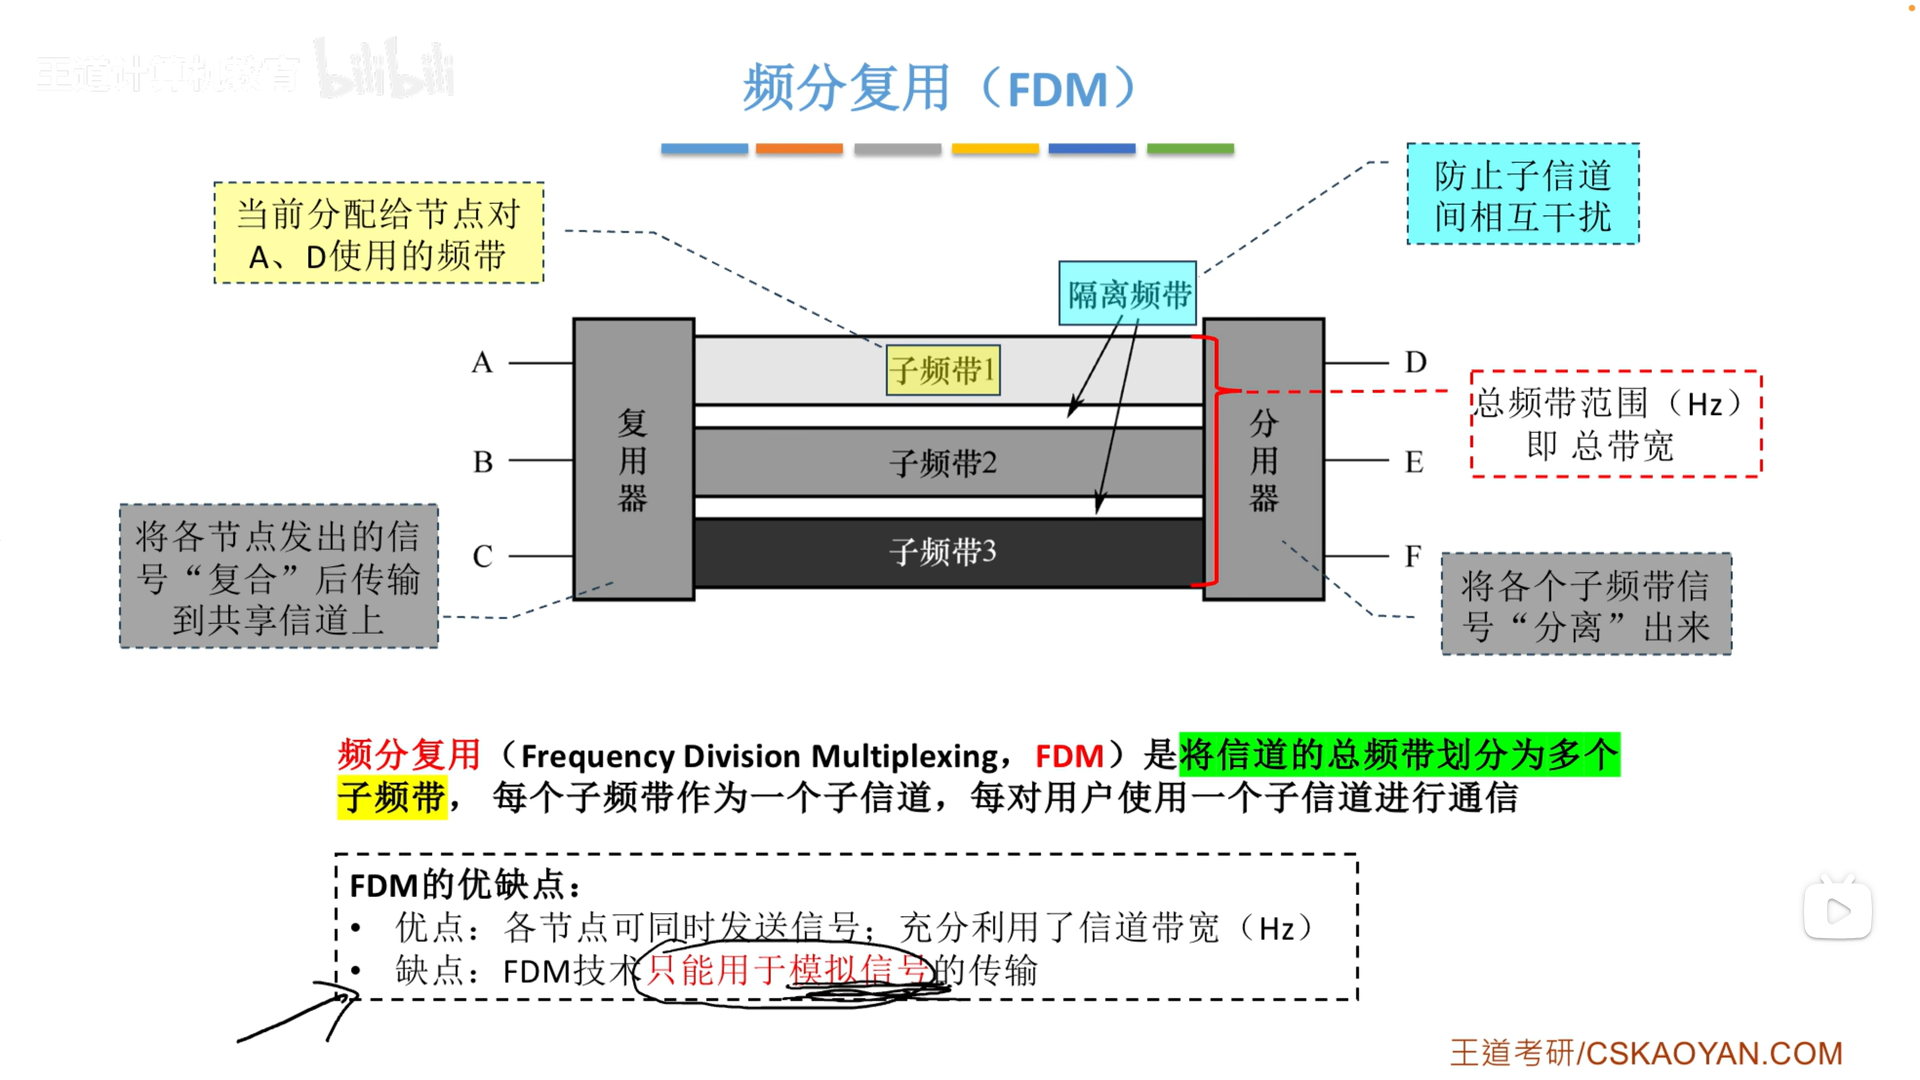 王道计算机教育 bilibili
频分复用（FDM）
防止子信道
间相互干扰
当前分配给节点对
A、D使用的频带
隔离频带
A
子频带1
D
总频带范围（Hz）
即 总带宽
复用器
分用器
B
子频带2
E
C
子频带3
F
将各节点发出的信
号“复合”后传输
到共享信道上
将各个子频带信
号“分离”出来
频分复用（Frequency Division Multiplexing，FDM）是将信道的总频带划分为多个
子频带， 每个子频带作为一个子信道，每对用户使用一个子信道进行通信
FDM的优缺点：
• 优点：各节点可同时发送信号；充分利用了信道带宽（Hz）
• 缺点：FDM技术只能用于模拟信号的传输
王道考研/CSKAOYAN.COM